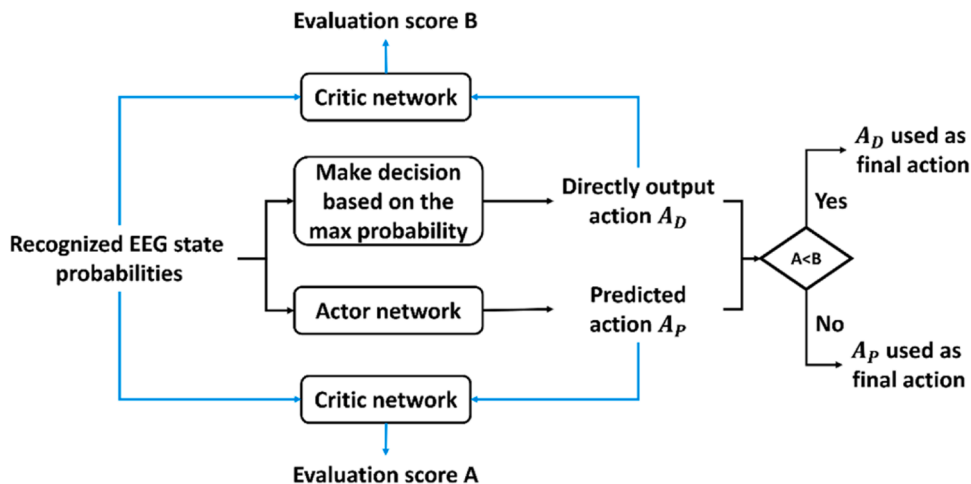 Evaluation score B
Critic network
Make decision
based on the
max probability
Directly output
action A_D
A_D used as
final action
Yes
Recognized EEG state
probabilities
A<B
Actor network
Predicted
action A_P
No
A_P used as
final action
Critic network
Evaluation score A